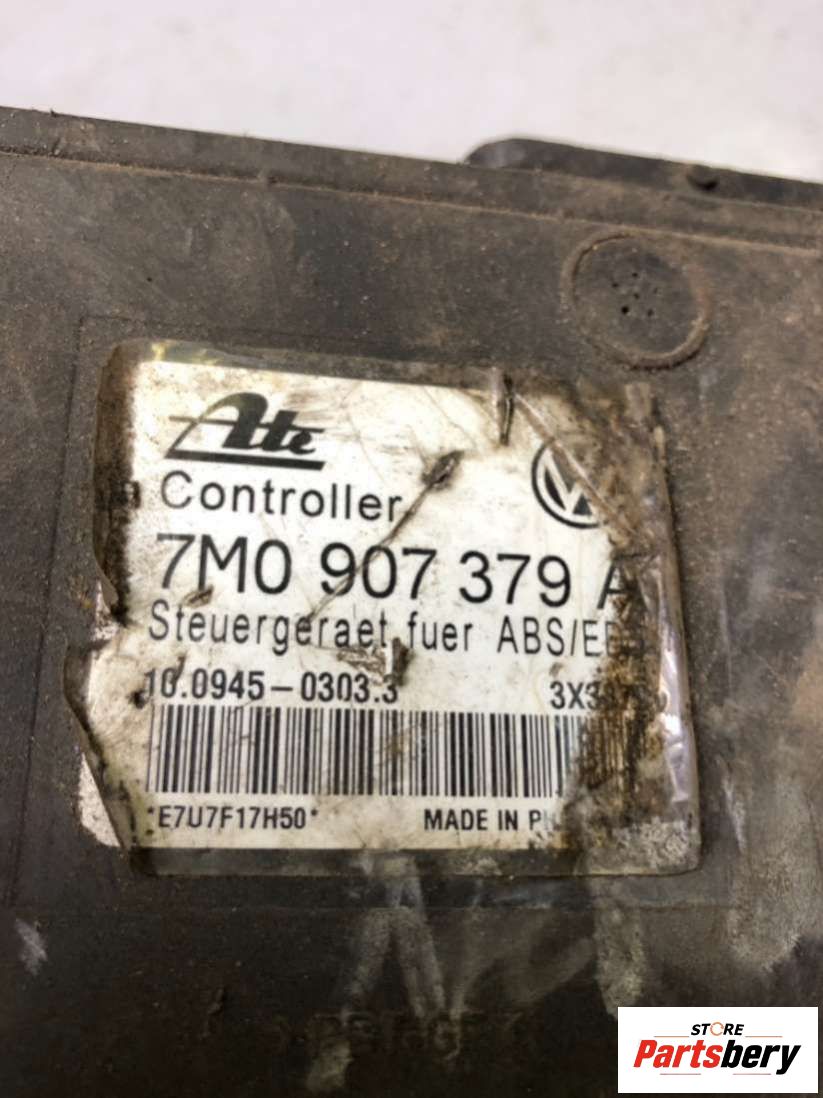 Ate
Controller
7M0 907 379 A
Steuergeraet fuer ABS/
10.0945-0303.3
*E7U7F17H50*
MADE IN
STORE
Partsbery